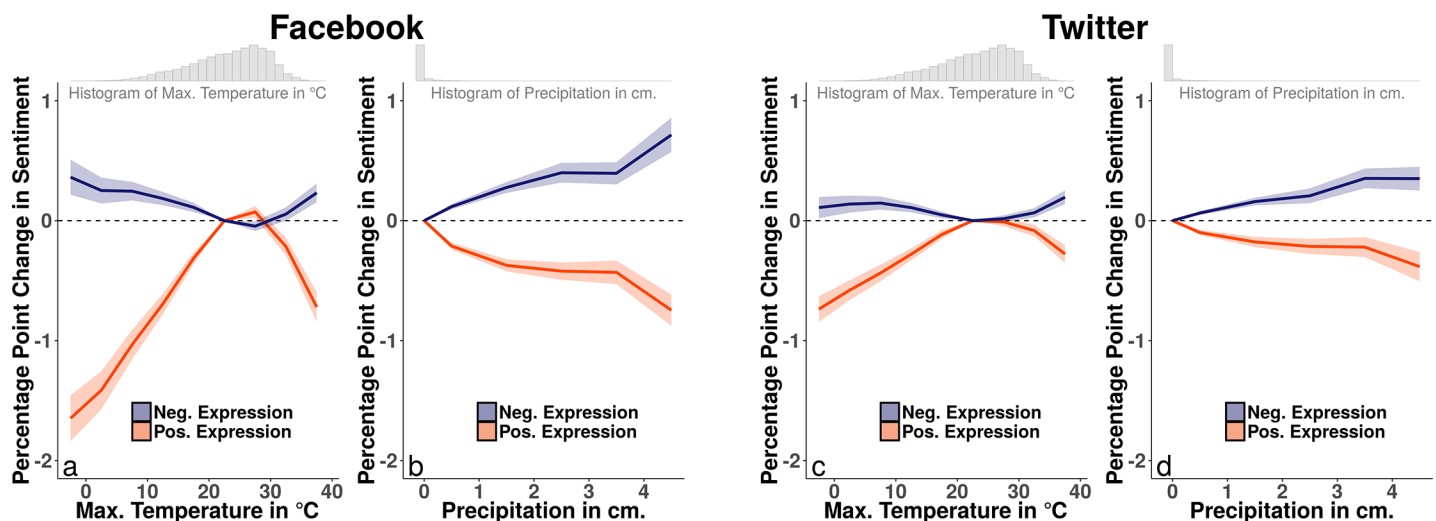 Facebook
Twitter
Percentage Point Change in Sentiment
Histogram of Max. Temperature in °C
1
0
-1
-2
Neg. Expression
Pos. Expression
a
0 10 20 30 40
Max. Temperature in °C
Percentage Point Change in Sentiment
Histogram of Precipitation in cm.
1
0
-1
-2
Neg. Expression
Pos. Expression
b
0 1 2 3 4
Precipitation in cm.
Percentage Point Change in Sentiment
Histogram of Max. Temperature in °C
1
0
-1
-2
Neg. Expression
Pos. Expression
c
0 10 20 30 40
Max. Temperature in °C
Percentage Point Change in Sentiment
Histogram of Precipitation in cm.
1
0
-1
-2
Neg. Expression
Pos. Expression
d
0 1 2 3 4
Precipitation in cm.